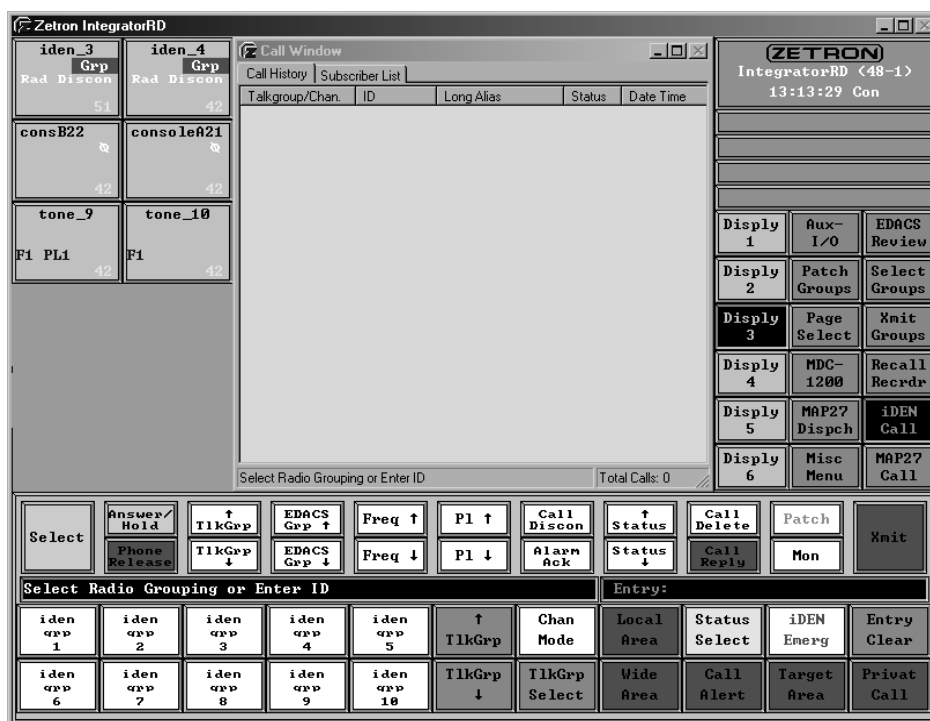 Zetron IntegratorRD
iden_3
Grp
Rad Discon
51
iden_4
Grp
Rad Discon
42
consB22
42
consoleA21
42
tone_9
F1 PL1
42
tone_10
F1
42
Call Window
Call History
Subscriber List
Talkgroup/Chan.
ID
Long Alias
Status
Date Time
Select Radio Grouping or Enter ID
Total Calls: 0
ZETRON
IntegratorRD (48-1)
13:13:29 Con
Disply
1
Aux-
I/O
EDACS
Review
Disply
2
Patch
Groups
Select
Groups
Disply
3
Page
Select
Xmit
Groups
Disply
4
MDC-
1200
Recall
Recrdr
Disply
5
MAP27
Dispch
iDEN
Call
Disply
6
Misc
Menu
MAP27
Call
Select
Answer/
Hold
↑
TlkGrp
EDACS
Grp ↑
Freq ↑
Pl ↑
Call
Discon
↑
Status
Call
Delete
Patch
Xmit
Phone
Release
TlkGrp
↓
EDACS
Grp ↓
Freq ↓
Pl ↓
Alarm
Ack
Status
↓
Call
Reply
Mon
Select Radio Grouping or Enter ID
Entry:
iden
grp
1
iden
grp
2
iden
grp
3
iden
grp
4
iden
grp
5
↑
TlkGrp
Chan
Mode
Local
Area
Status
Select
iDEN
Emerg
Entry
Clear
iden
grp
6
iden
grp
7
iden
grp
8
iden
grp
9
iden
grp
10
TlkGrp
↓
TlkGrp
Select
Wide
Area
Call
Alert
Target
Area
Privat
Call